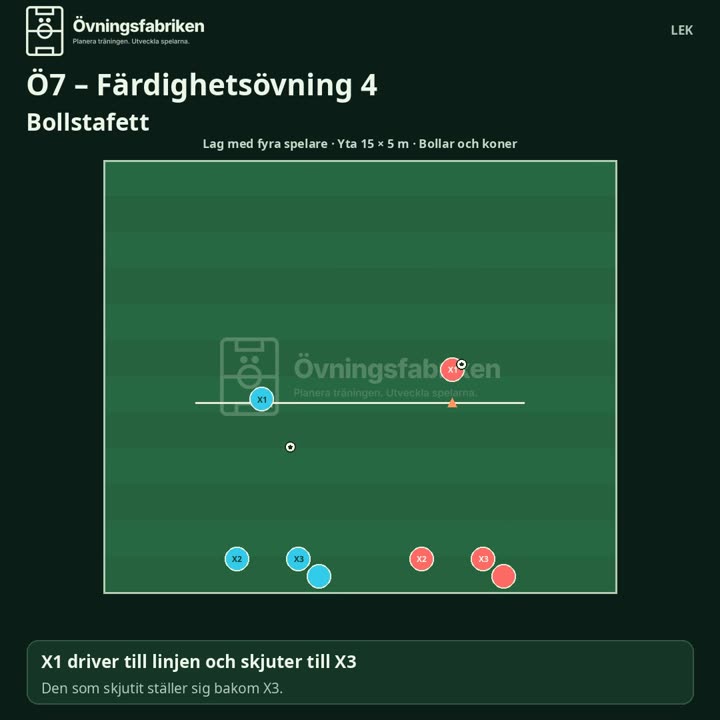 Övningsfabriken
Planera träningen. Utveckla spelarna.
LEK
Ö7 – Färdighetsövning 4
Bollstafett
Lag med fyra spelare · Yta 15 × 5 m · Bollar och koner
Övningsfabriken
Planera träningen. Utveckla spelarna.
X1
X1
X2
X3
X2
X3
X1 driver till linjen och skjuter till X3
Den som skjutit ställer sig bakom X3.